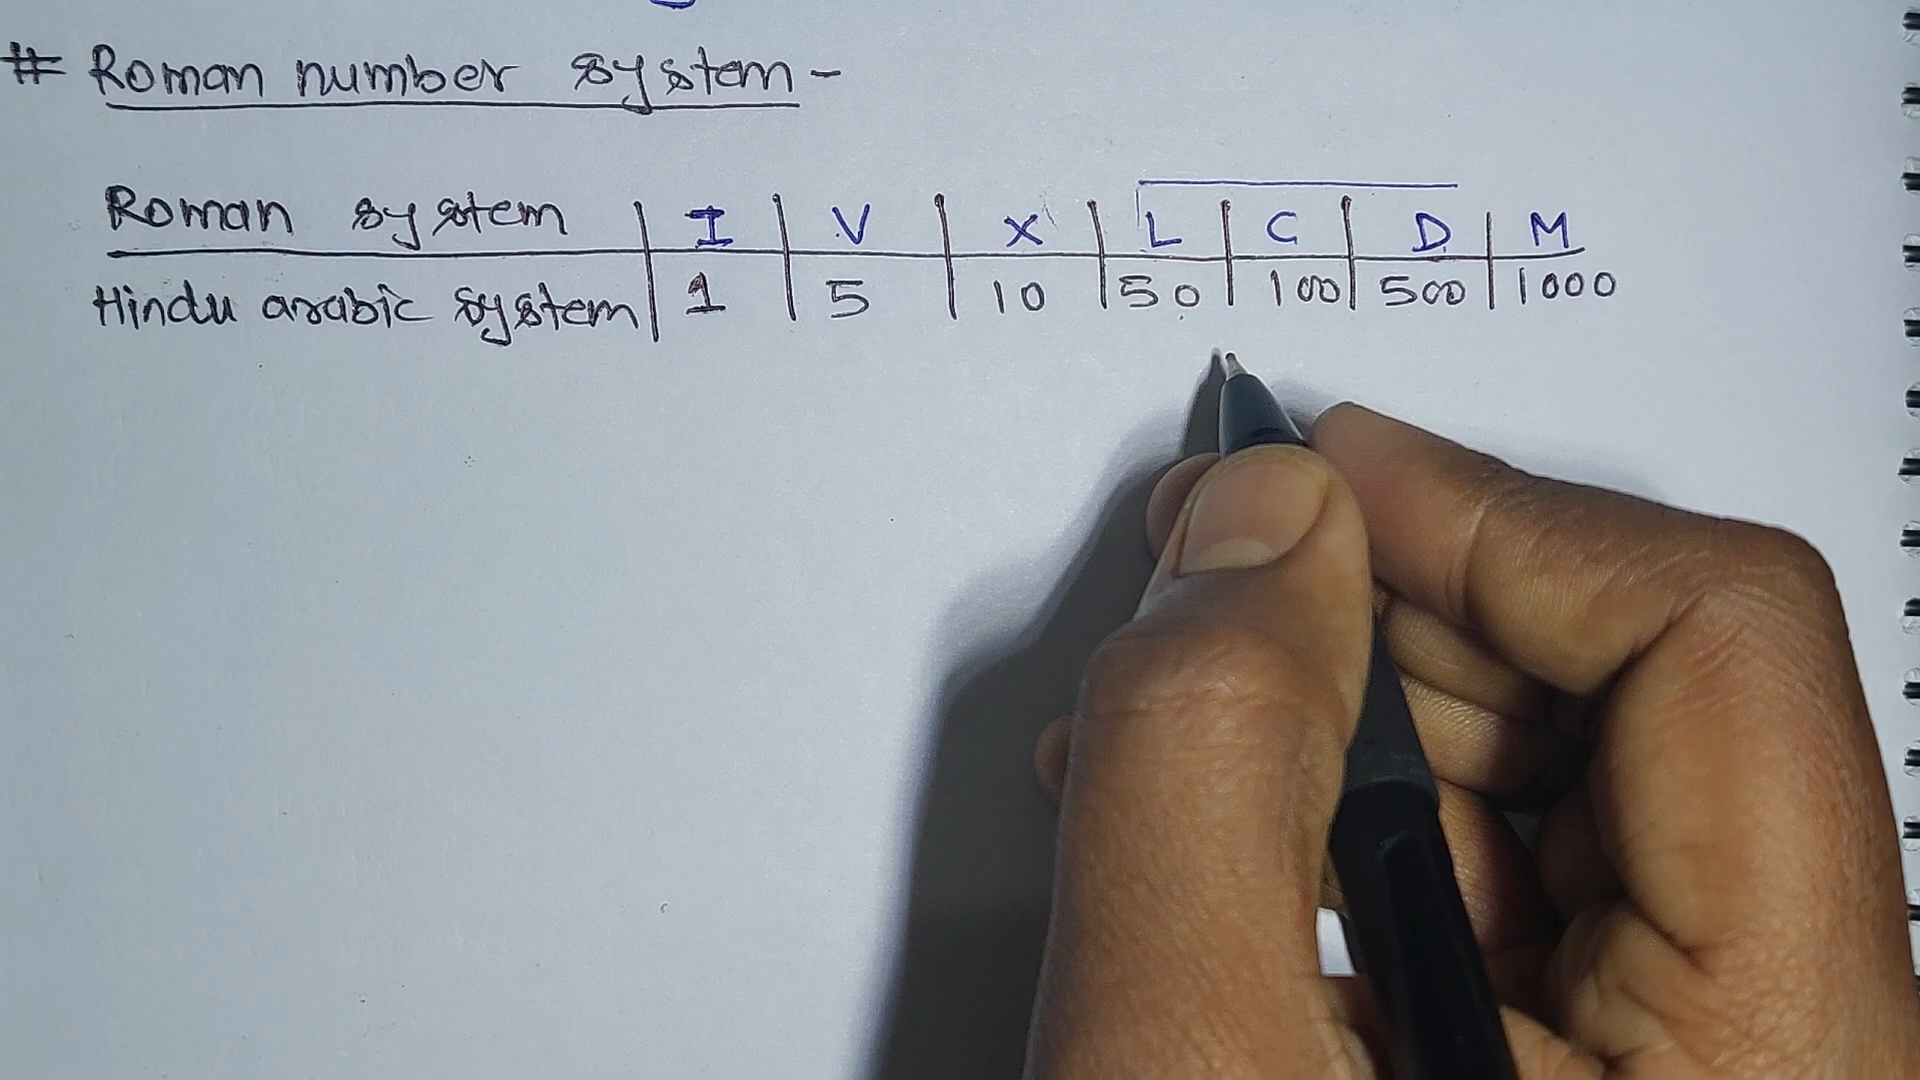 # Roman number system -
Roman system | I | V | X | L | C | D | M
Hindu arabic system | 1 | 5 | 10 | 50 | 100 | 500 | 1000